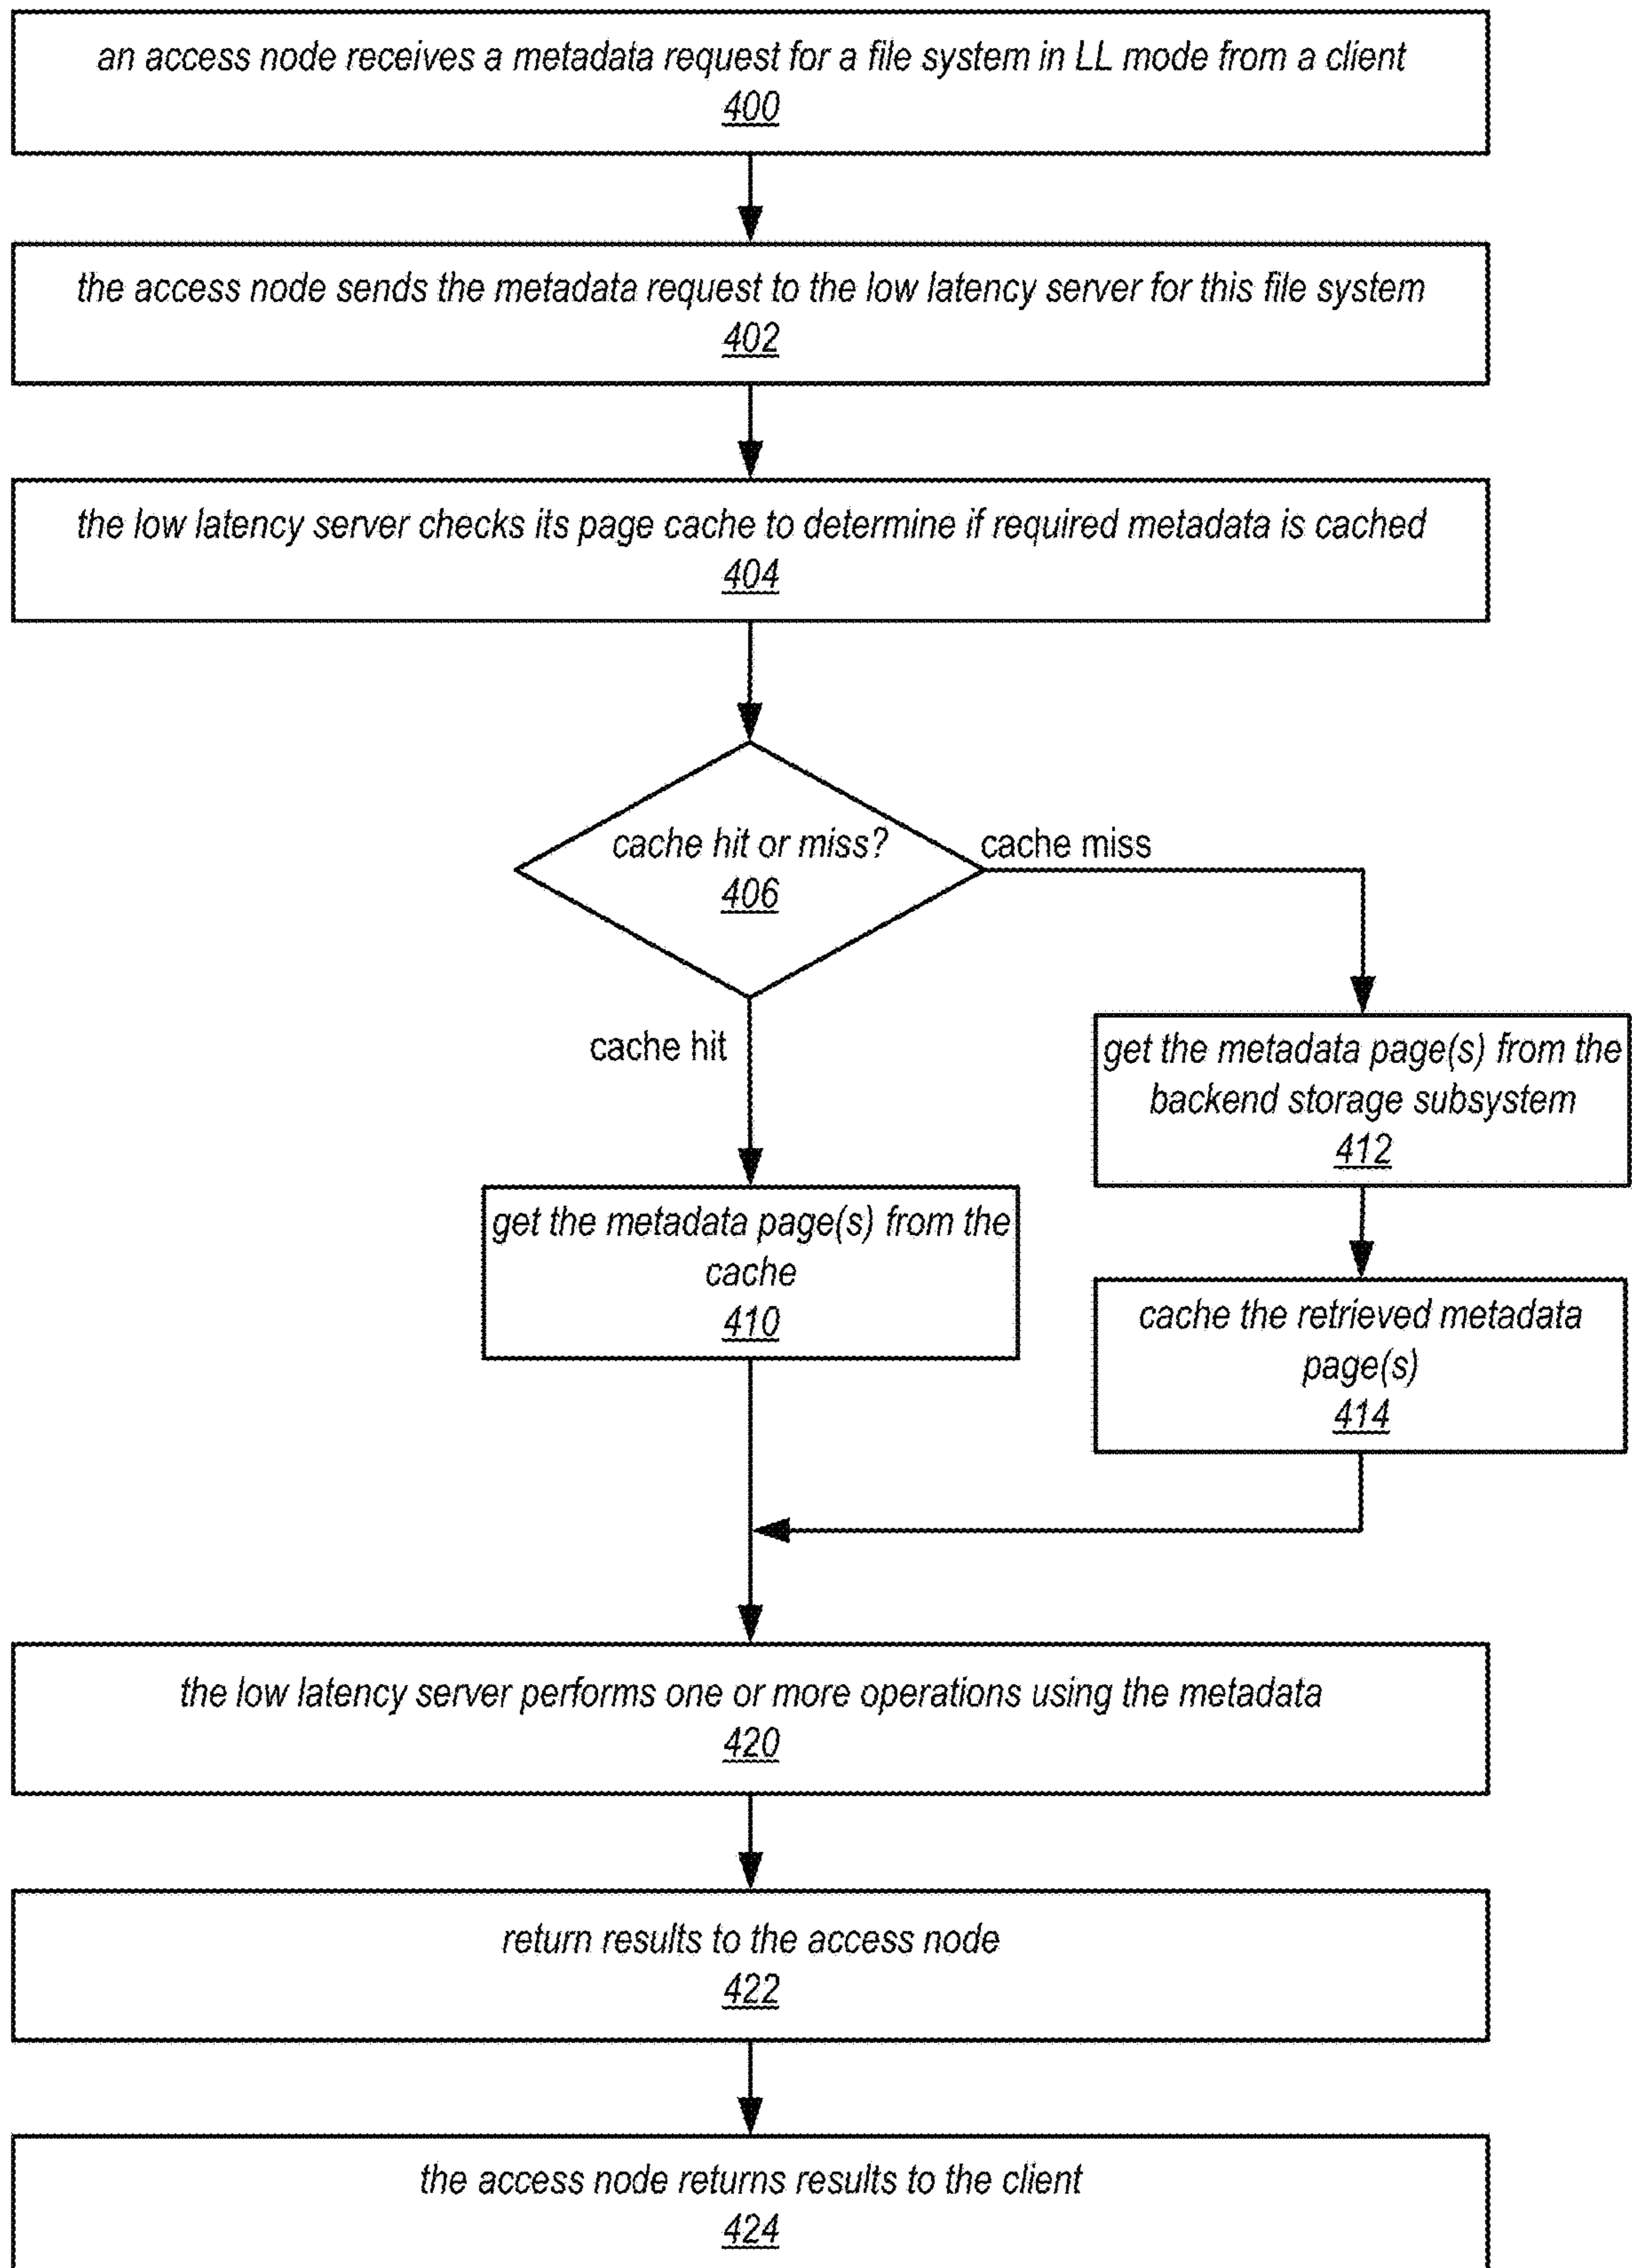 an access node receives a metadata request for a file system in LL mode from a client
400
the access node sends the metadata request to the low latency server for this file system
402
the low latency server checks its page cache to determine if required metadata is cached
404
cache hit or miss?
406
cache miss
cache hit
get the metadata page(s) from the
backend storage subsystem
412
get the metadata page(s) from the
cache
410
cache the retrieved metadata
page(s)
414
the low latency server performs one or more operations using the metadata
420
return results to the access node
422
the access node returns results to the client
424